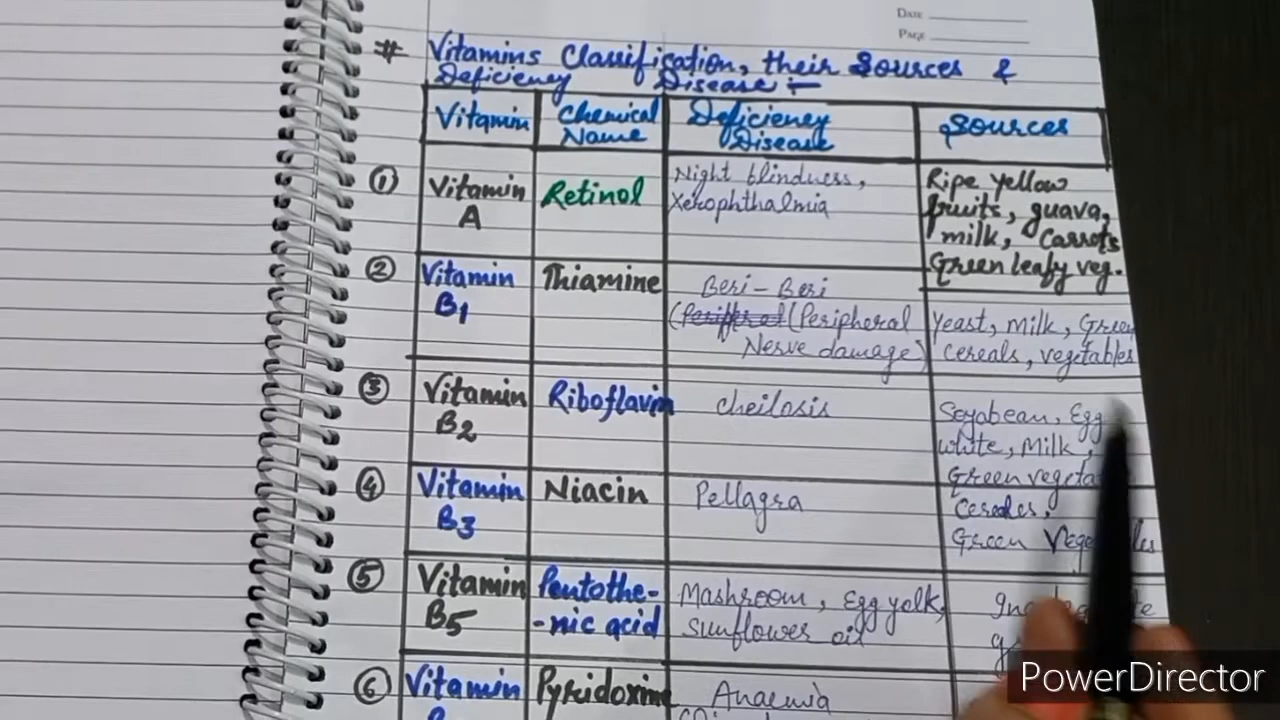 DATE
PAGE
# Vitamins Classification, their Sources &
Deficiency Disease :-
Vitamin Chemical Name Deficiency Disease Sources
① Vitamin A Retinol Night blindness, Xerophthalmia Ripe yellow fruits, guava, milk, Carrots Green leafy veg.
② Vitamin B1 Thiamine Beri-Beri (Peripheral Nerve damage) Yeast, Milk, Green cereals, vegetables
③ Vitamin B2 Riboflavin Cheilosis Soyabean, Egg white, Milk, Green vegeta
④ Vitamin B3 Niacin Pellagra Cereales, Green
⑤ Vitamin B5 Pentothe- -nic acid Mashroom, Egg yolk, Sunflower oil
⑥ Vitamin Pyridoxine Anaemia
PowerDirector